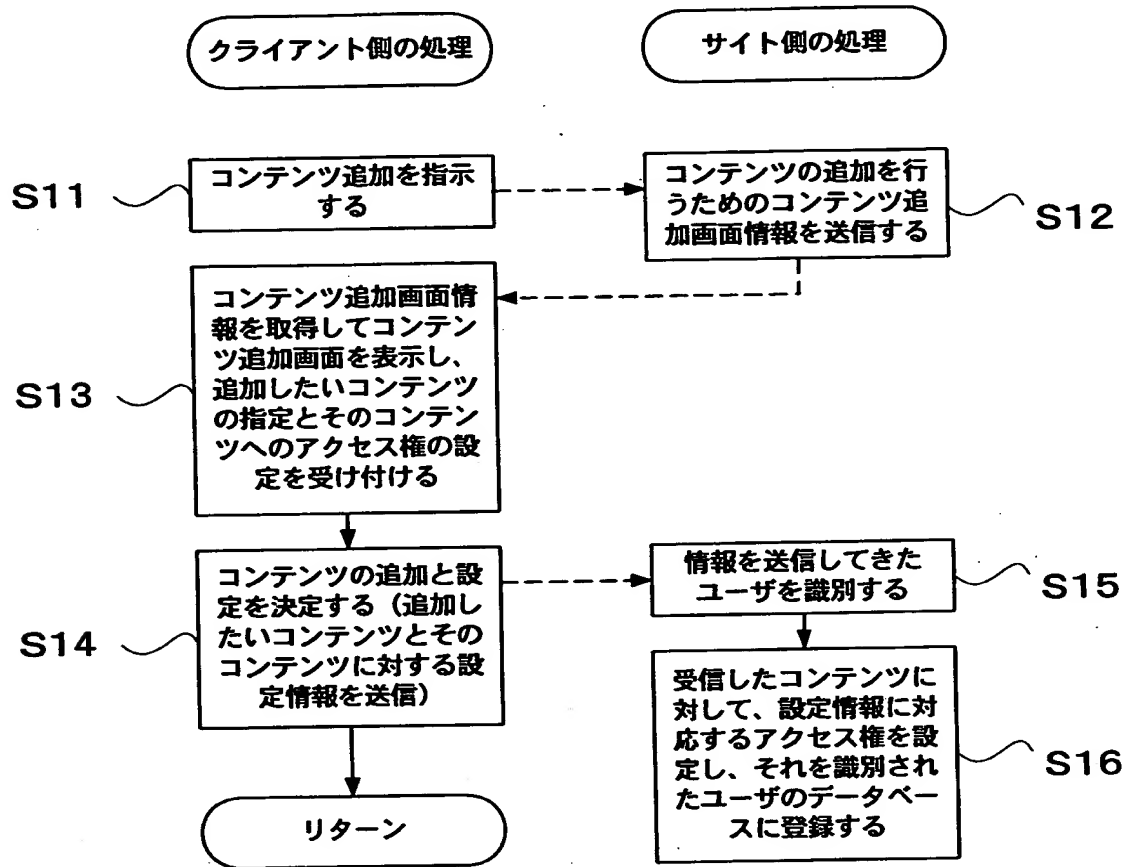 クライアント側の処理
サイト側の処理
S11
コンテンツ追加を指示
する
コンテンツの追加を行
うためのコンテンツ追
加画面情報を送信する
S12
S13
コンテンツ追加画面情
報を取得してコンテン
ツ追加画面を表示し、
追加したいコンテンツ
の指定とそのコンテン
ツへのアクセス権の設
定を受け付ける
S14
コンテンツの追加と設
定を決定する（追加し
たいコンテンツとその
コンテンツに対する設
定情報を送信）
情報を送信してきた
ユーザを識別する
S15
受信したコンテンツに
対して、設定情報に対
応するアクセス権を設
定し、それを識別され
たユーザのデータベー
スに登録する
S16
リターン